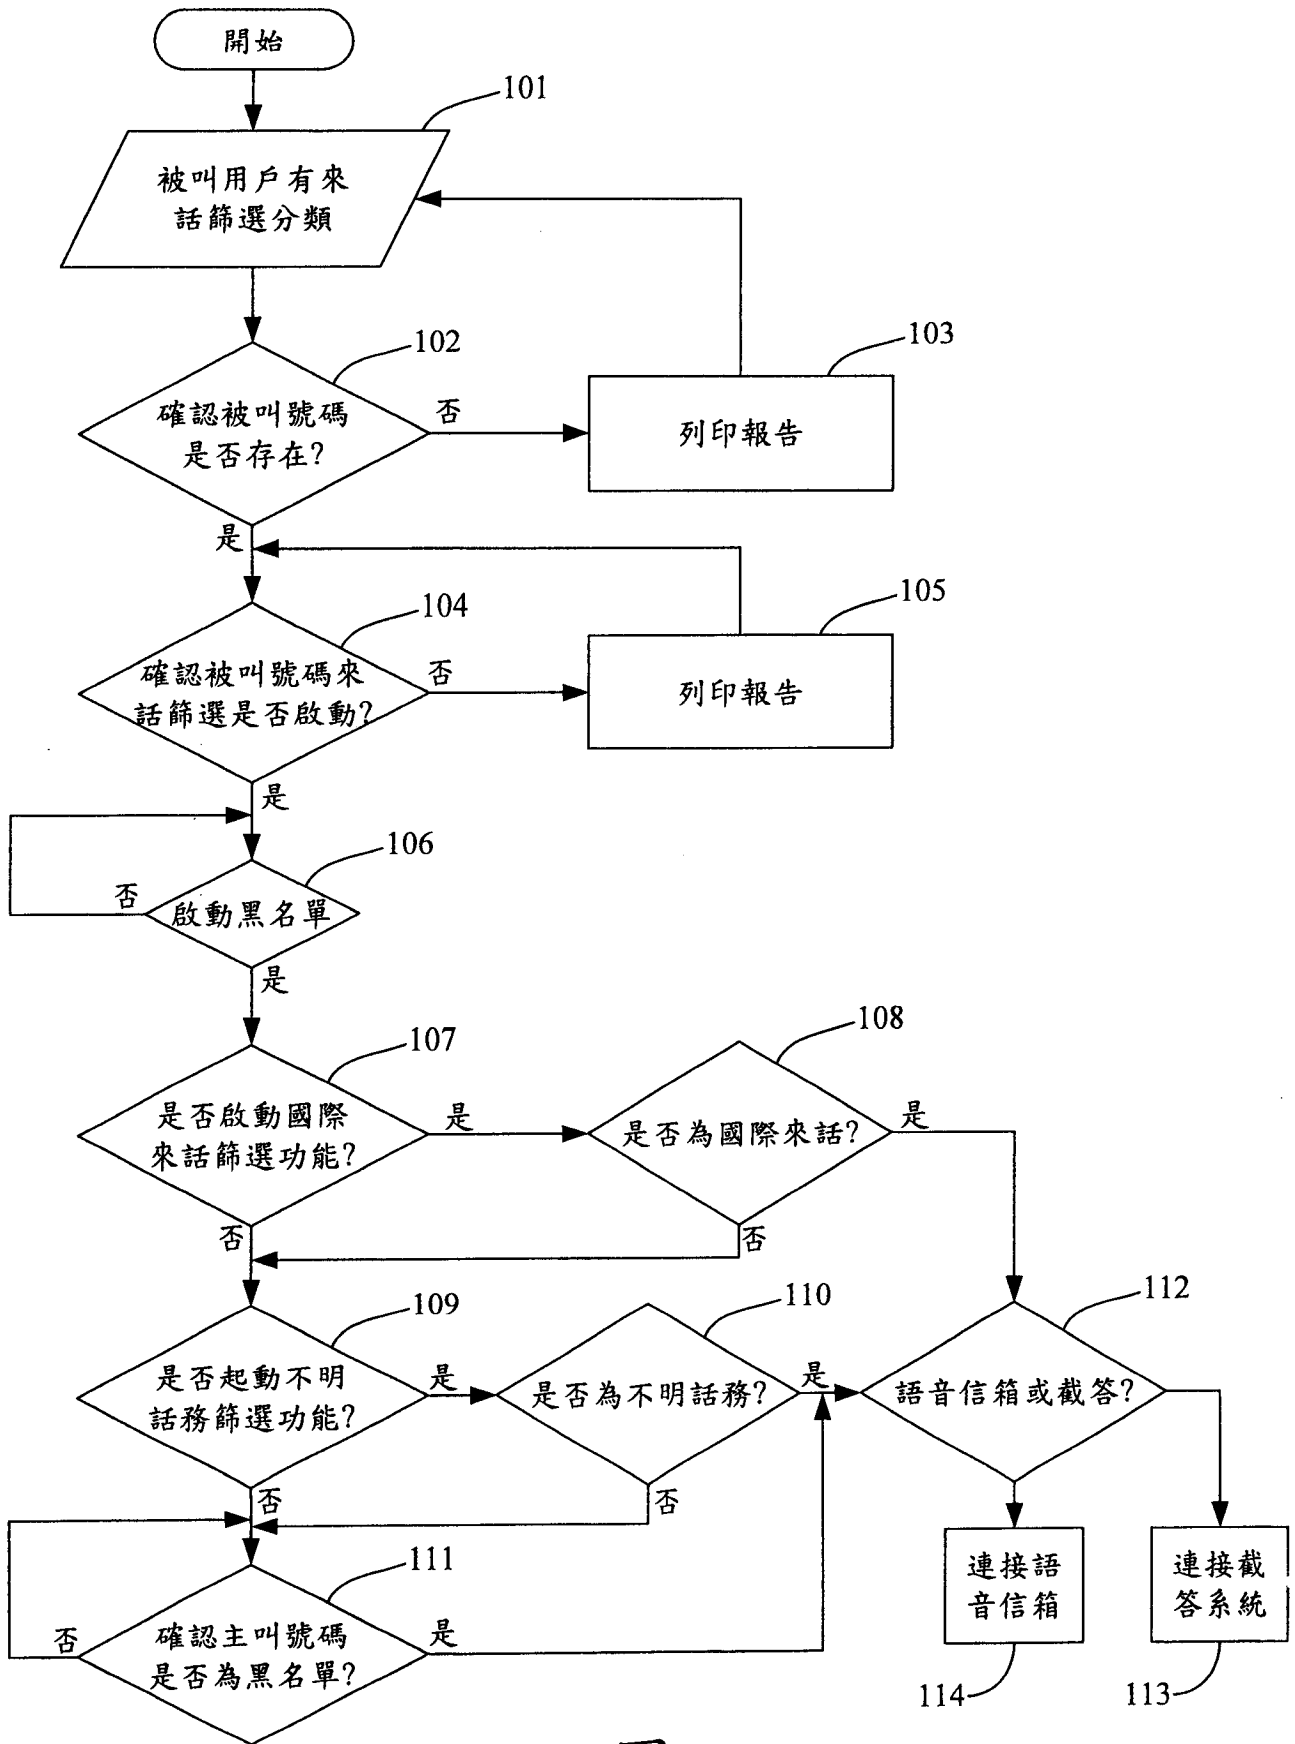 開始
101
被叫用戶有來
話篩選分類
102
103
確認被叫號碼
是否存在?
否
列印報告
是
104
105
確認被叫號碼來
話篩選是否啟動?
否
列印報告
是
106
否
啟動黑名單
是
107
108
是否啟動國際
來話篩選功能?
是
是否為國際來話?
是
否
否
109
110
112
是否起動不明
話務篩選功能?
是
是否為不明話務?
是
語音信箱或截答?
否
否
111
確認主叫號碼
是否為黑名單?
否
是
連接語
音信箱
連接截
答系統
114
113